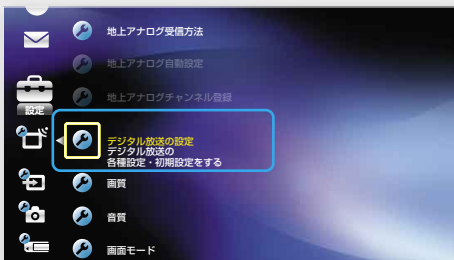 地上アナログ受信方法
地上アナログ自動設定
地上アナログチャンネル登録
設定
デジタル放送の設定
デジタル放送の
各種設定・初期設定をする
画質
音質
画面モード